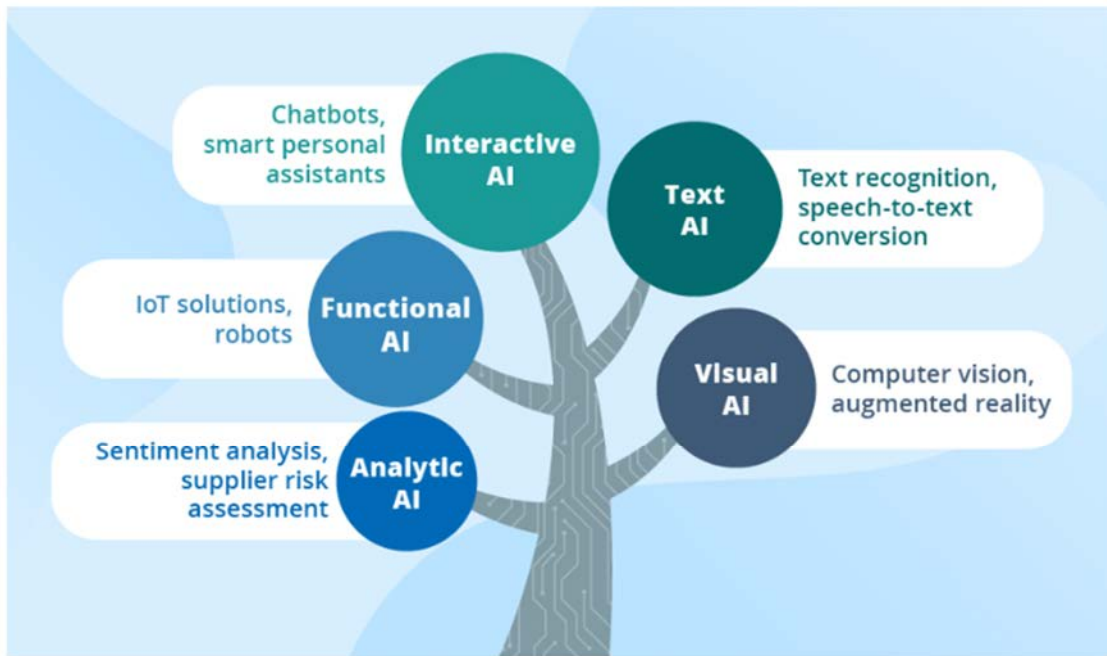 Chatbots,
smart personal
assistants
Interactive
AI
Text
AI
Text recognition,
speech-to-text
conversion
IoT solutions,
robots
Functional
AI
Visual
AI
Computer vision,
augmented reality
Sentiment analysis,
supplier risk
assessment
Analytic
AI